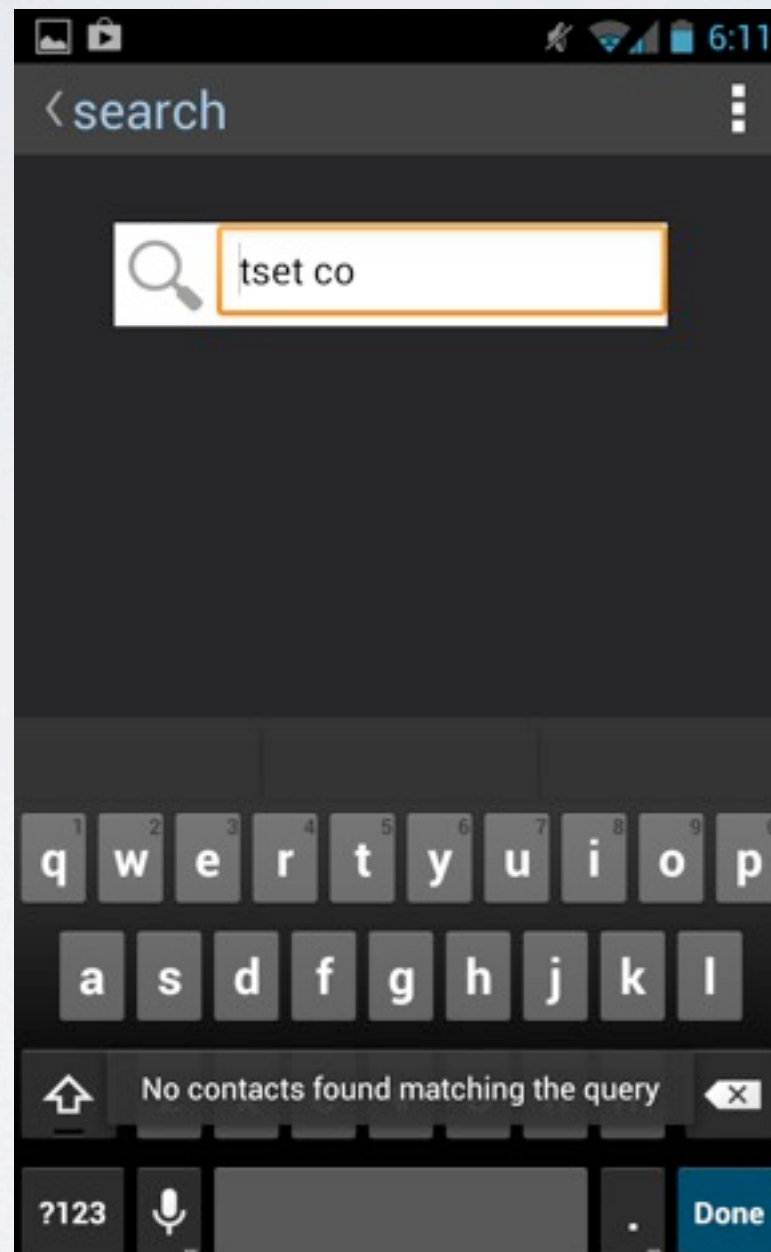 6:11
search
tset co
1 2 3 4 5 6 7 8 9
q w e r t y u i o p
a s d f g h j k l
No contacts found matching the query
?123 . Done